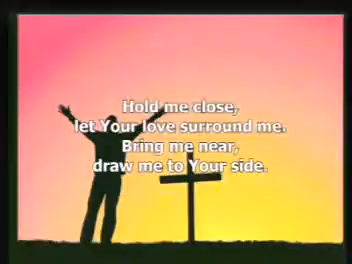 Hold me close,
let Your love surround me.
Bring me near,
draw me to Your side.